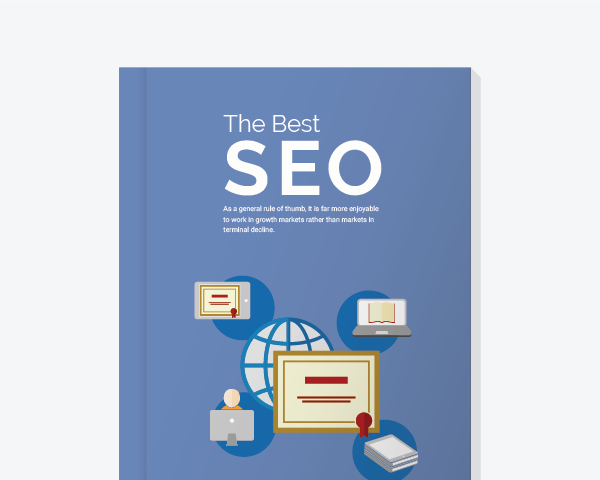 The Best
SEO
As a general rule of thumb, it is far more enjoyable
to work in growth markets rather than markets in
terminal decline.